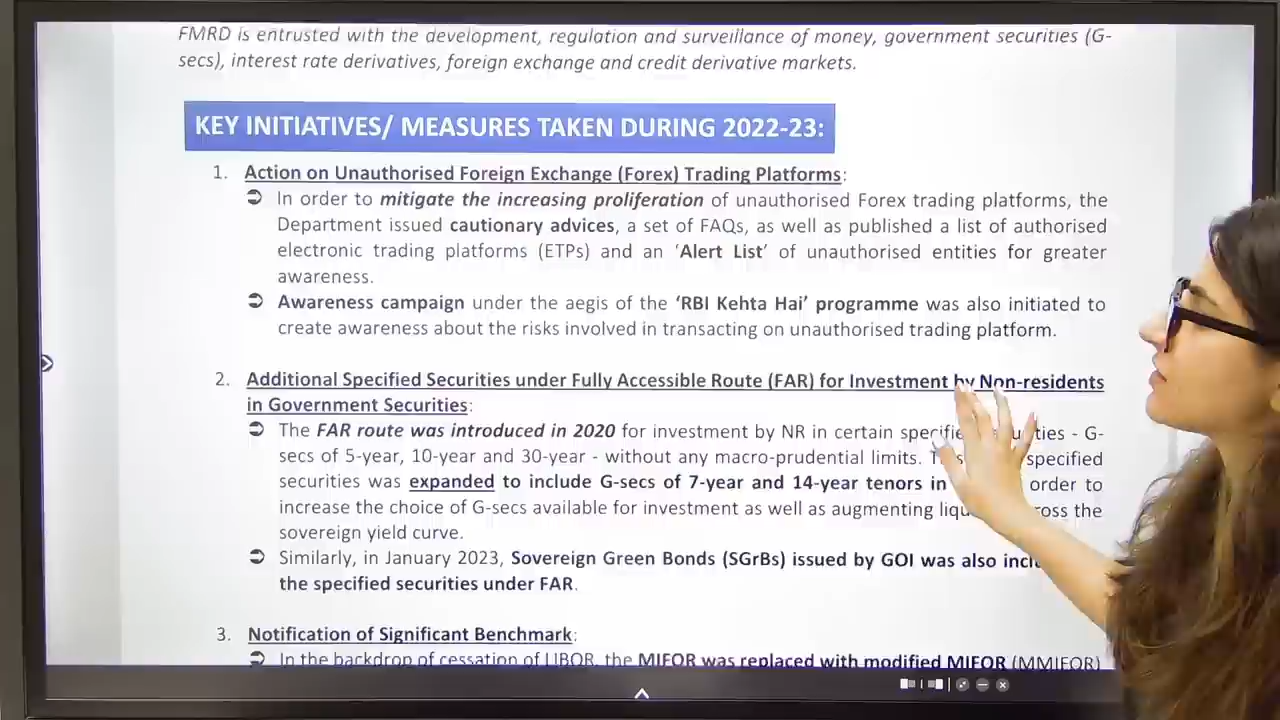 FMRD is entrusted with the development, regulation and surveillance of money, government securities (G-
secs), interest rate derivatives, foreign exchange and credit derivative markets.
KEY INITIATIVES/ MEASURES TAKEN DURING 2022-23:
1. Action on Unauthorised Foreign Exchange (Forex) Trading Platforms:
➲ In order to mitigate the increasing proliferation of unauthorised Forex trading platforms, the
Department issued cautionary advices, a set of FAQs, as well as published a list of authorised
electronic trading platforms (ETPs) and an ‘Alert List’ of unauthorised entities for greater
awareness.
➲ Awareness campaign under the aegis of the ‘RBI Kehta Hai’ programme was also initiated to
create awareness about the risks involved in transacting on unauthorised trading platform.
2. Additional Specified Securities under Fully Accessible Route (FAR) for Investment by Non-residents
in Government Securities:
➲ The FAR route was introduced in 2020 for investment by NR in certain specified - G-
secs of 5-year, 10-year and 30-year - without any macro-prudential limits. specified
securities was expanded to include G-secs of 7-year and 14-year tenors in order to
increase the choice of G-secs available for investment as well as augmenting the
sovereign yield curve.
➲ Similarly, in January 2023, Sovereign Green Bonds (SGrBs) issued by GOI was also
the specified securities under FAR.
3. Notification of Significant Benchmark:
➲ In the backdrop of cessation of LIBOR, the MIFOR was replaced with modified MIFOR (MMIFOR)